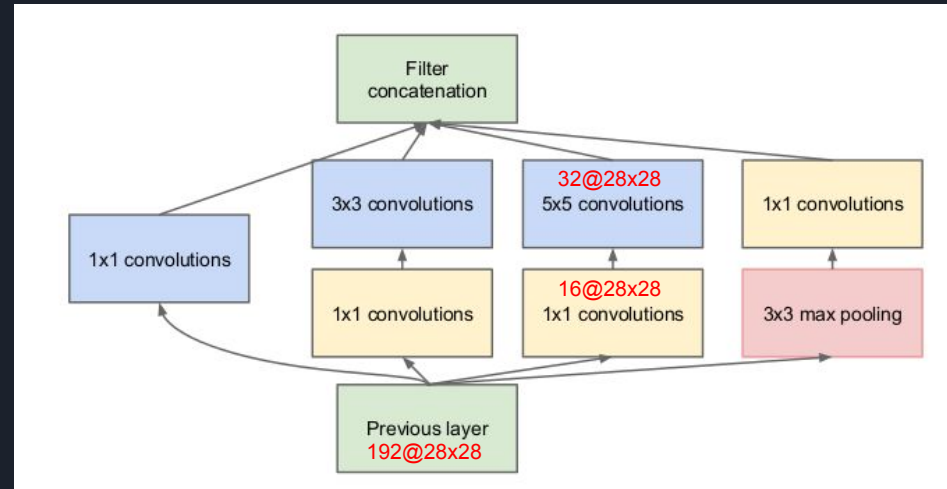 Filter
concatenation
3x3 convolutions
32@28x28
5x5 convolutions
1x1 convolutions
1x1 convolutions
1x1 convolutions
16@28x28
1x1 convolutions
3x3 max pooling
Previous layer
192@28x28